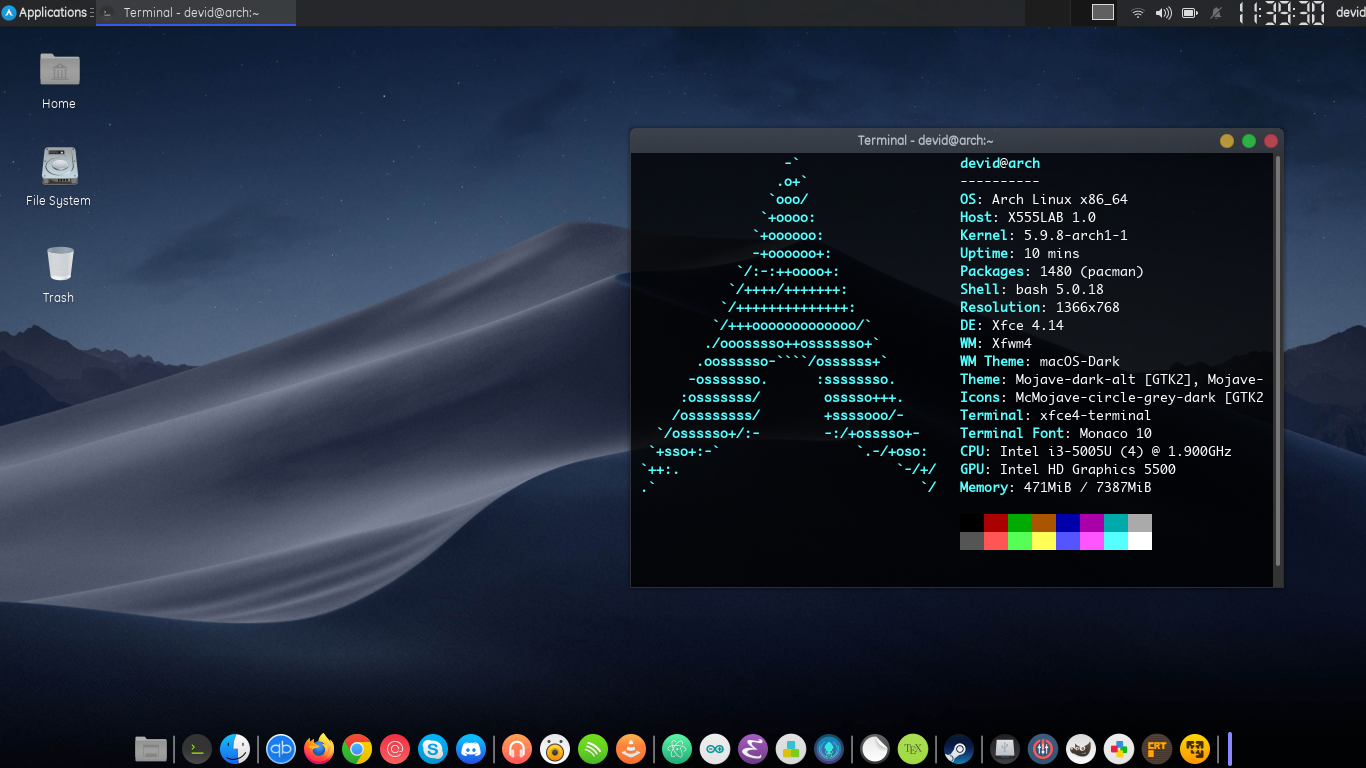 Applications
Terminal - devid@arch:~
11:39:30
devid
Home
File System
Trash
Terminal - devid@arch:~
-`
.o+`
`ooo/
`+oooo:
`+oooooo:
-+oooooo+:
`/:-:++oooo+:
`/++++/+++++++:
`/++++++++++++++:
`/+++ooooooooooooo/`
./ooosssso++osssssso+`
.oossssso-````/ossssss+`
-osssssso.      :ssssssso.
:osssssss/        osssso+++.
/ossssssss/        +ssssooo/-
`/ossssso+/:-        -:/+osssso+-
`+sso+:-`                 `.-/+oso:
`++:.                           `-/+/
.`                                 `/
devid@arch
----------
OS: Arch Linux x86_64
Host: X555LAB 1.0
Kernel: 5.9.8-arch1-1
Uptime: 10 mins
Packages: 1480 (pacman)
Shell: bash 5.0.18
Resolution: 1366x768
DE: Xfce 4.14
WM: Xfwm4
WM Theme: macOS-Dark
Theme: Mojave-dark-alt [GTK2], Mojave-
Icons: McMojave-circle-grey-dark [GTK2
Terminal: xfce4-terminal
Terminal Font: Monaco 10
CPU: Intel i3-5005U (4) @ 1.900GHz
GPU: Intel HD Graphics 5500
Memory: 471MiB / 7387MiB
qb
TEX
CRT